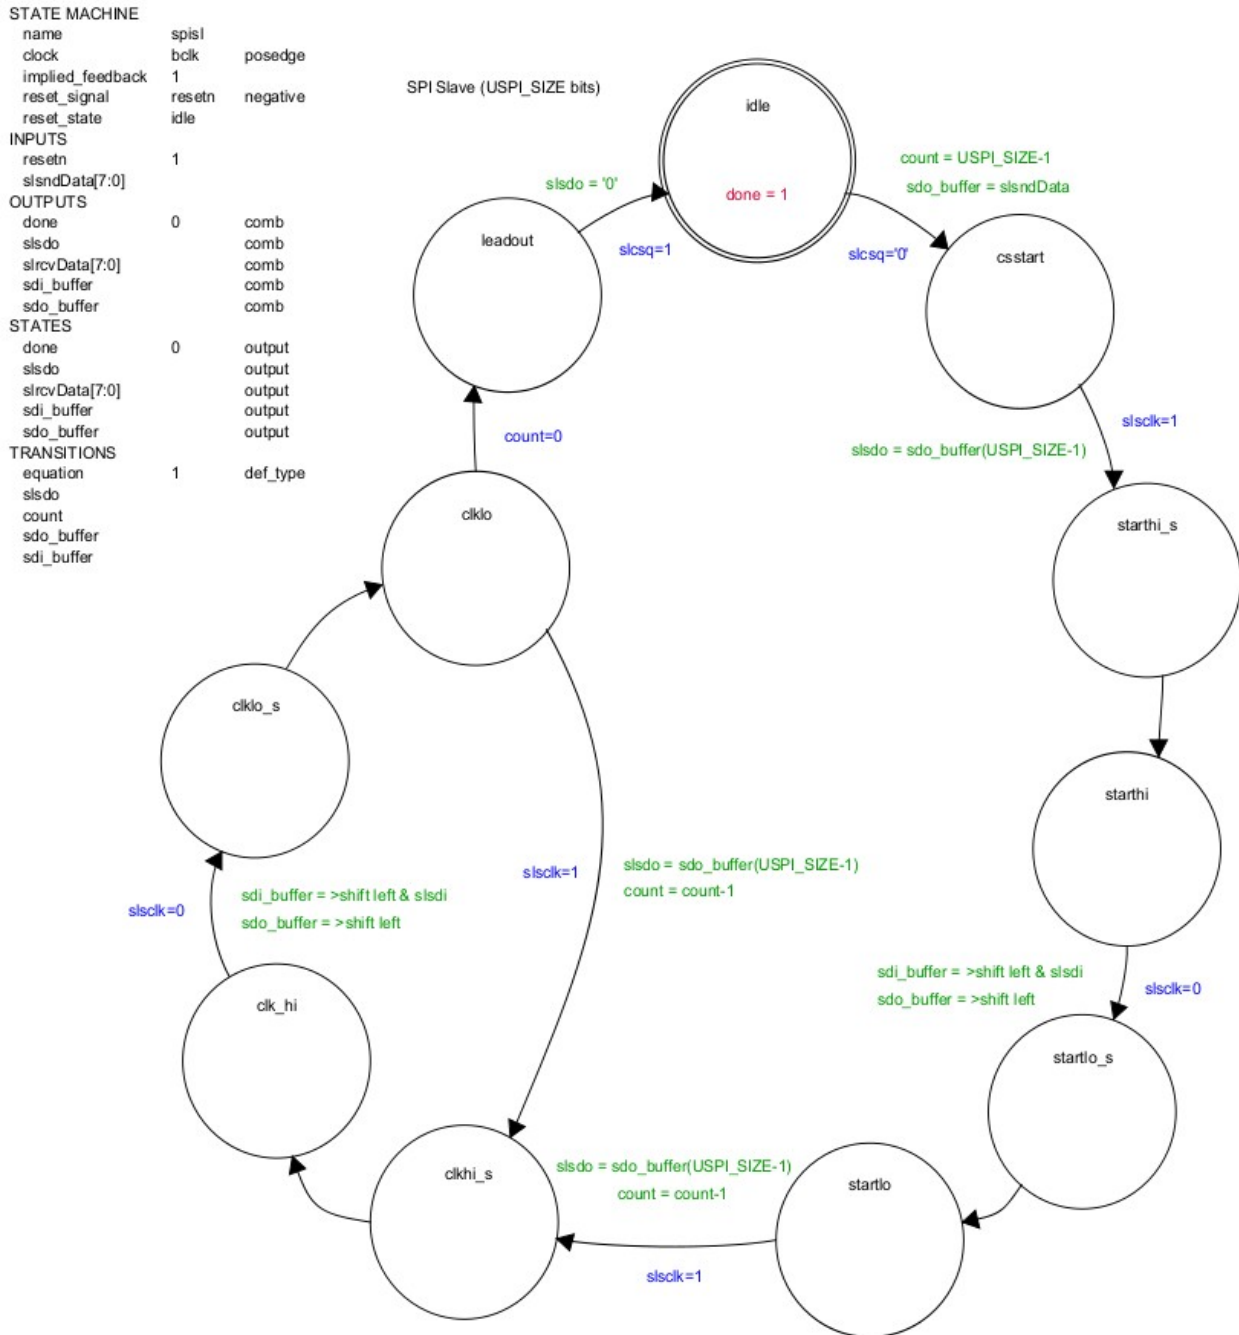 STATE MACHINE
name spisl
clock bclk posedge
implied_feedback 1
reset_signal resetn negative
reset_state idle
INPUTS
resetn 1
slsndData[7:0]
OUTPUTS
done 0 comb
slsdo comb
slrcvData[7:0] comb
sdi_buffer comb
sdo_buffer comb
STATES
done 0 output
slsdo output
slrcvData[7:0] output
sdi_buffer output
sdo_buffer output
TRANSITIONS
equation 1 def_type
slsdo
count
sdo_buffer
sdi_buffer
SPI Slave (USPI_SIZE bits)
idle
done = 1
count = USPI_SIZE-1
sdo_buffer = slsndData
slcsq='0'
csstart
slsclk=1
slsdo = sdo_buffer(USPI_SIZE-1)
starthi_s
starthi
sdi_buffer = >shift left & slsdi
sdo_buffer = >shift left
slsclk=0
startlo_s
startlo
slsdo = sdo_buffer(USPI_SIZE-1)
count = count-1
slsclk=1
clkhi_s
clk_hi
slsclk=0
sdi_buffer = >shift left & slsdi
sdo_buffer = >shift left
clklo_s
clklo
slsclk=1
slsdo = sdo_buffer(USPI_SIZE-1)
count = count-1
count=0
leadout
slsdo = '0'
slcsq=1